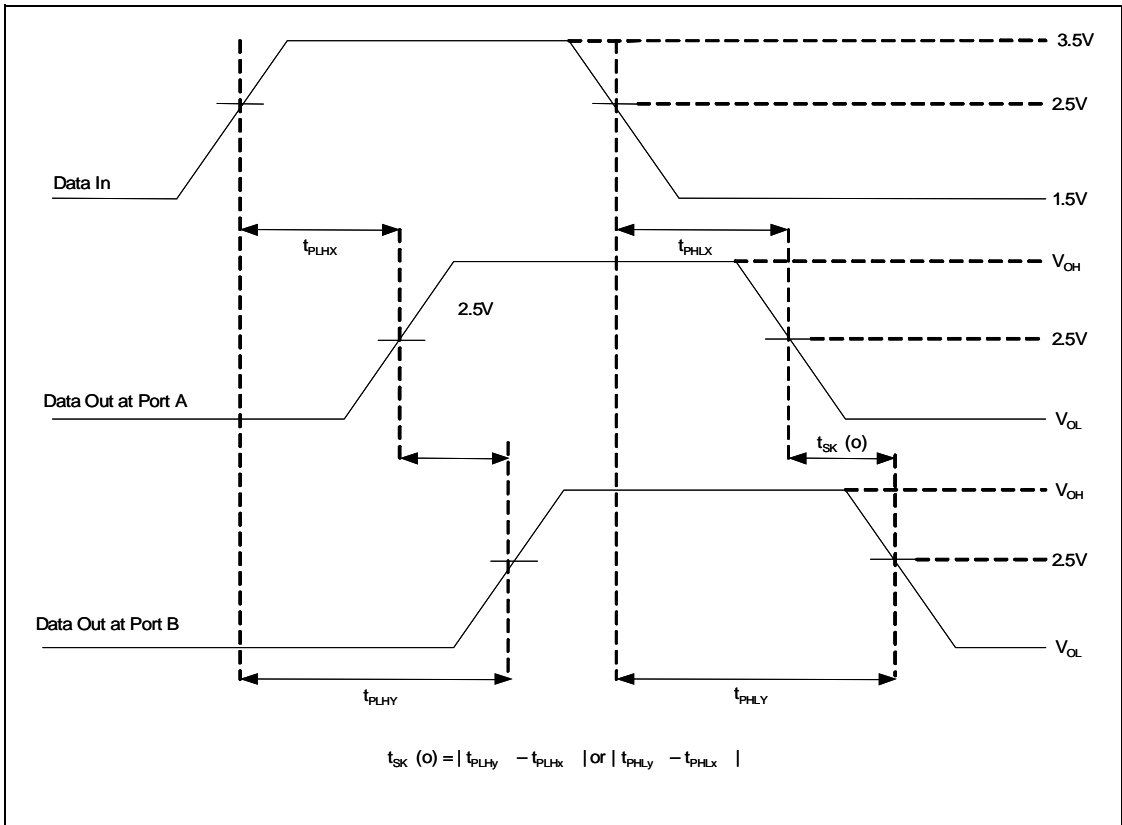 3.5V
2.5V
Data In
1.5V
tPLHX
tPHLX
VOH
2.5V
2.5V
Data Out at Port A
VOL
tSK (o)
VOH
2.5V
Data Out at Port B
VOL
tPLHY
tPHLY
tSK (o) = | tPLHy – tPLHx | or | tPHLy – tPHLx |